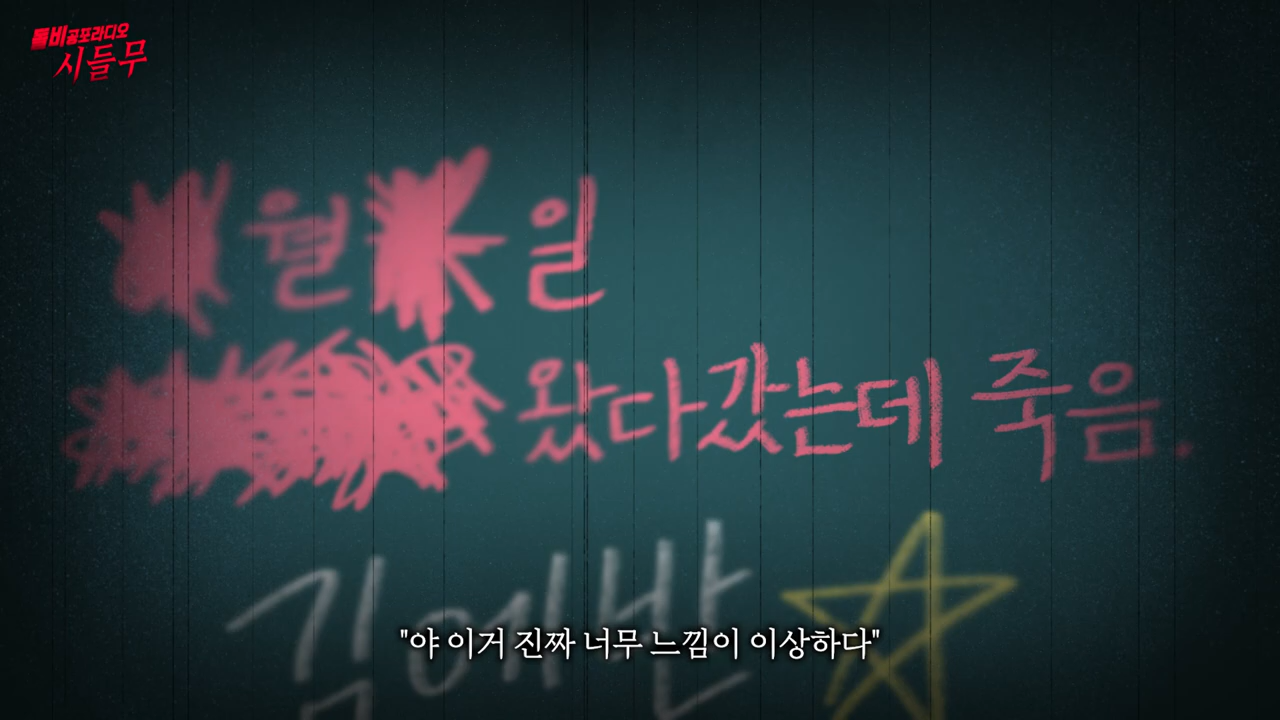 돌비공포라디오
시들무
월 일
왔다갔는데 죽음.
김에반
"야 이거 진짜 너무 느낌이 이상하다"